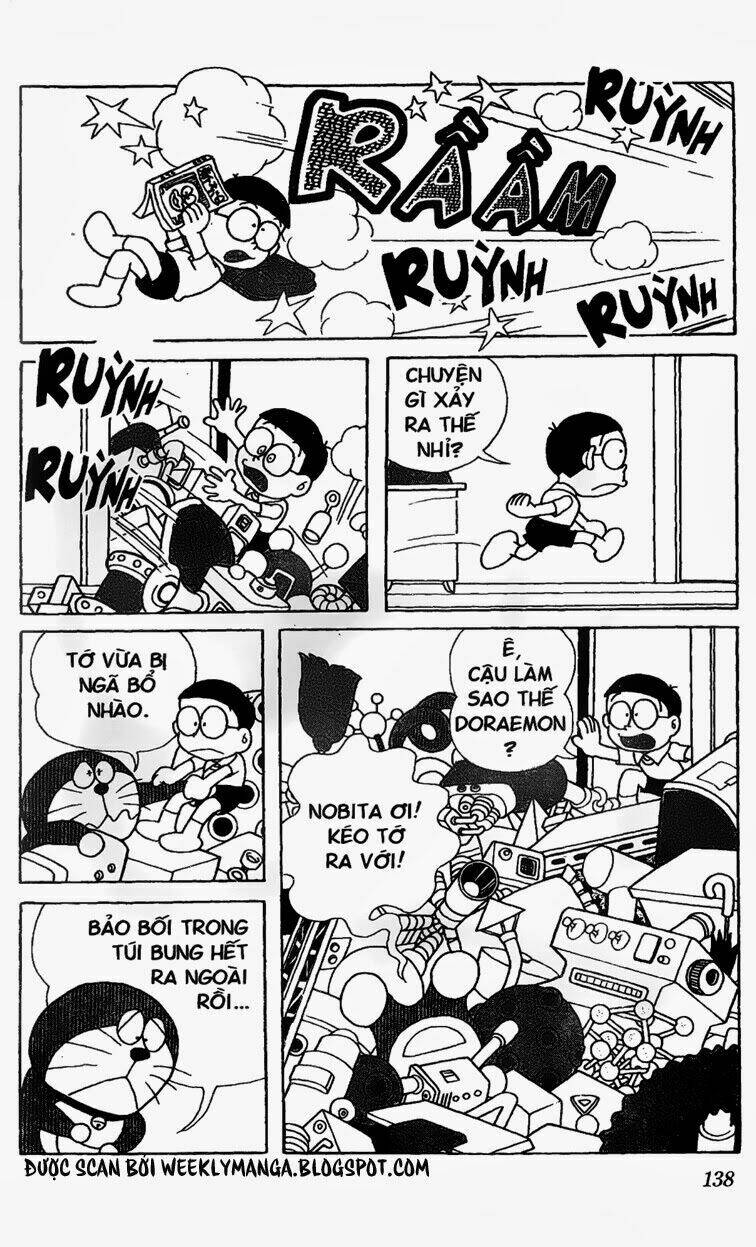 RẦẦM
RUỲNH
RUỲNH
RUỲNH
CHUYỆN
GÌ XẢY
RA THẾ
NHỈ?
RUỲNH
RUỲNH
Ê,
CẬU LÀM
SAO THẾ
DORAEMON
?
NOBITA ƠI!
KÉO TỚ
RA VỚI!
TỚ VỪA BỊ
NGÃ BỔ
NHÀO.
BẢO BỐI TRONG
TÚI BUNG HẾT
RA NGOÀI
RỒI...
ĐƯỢC SCAN BỞI WEEKLYMANGA.BLOGSPOT.COM
138